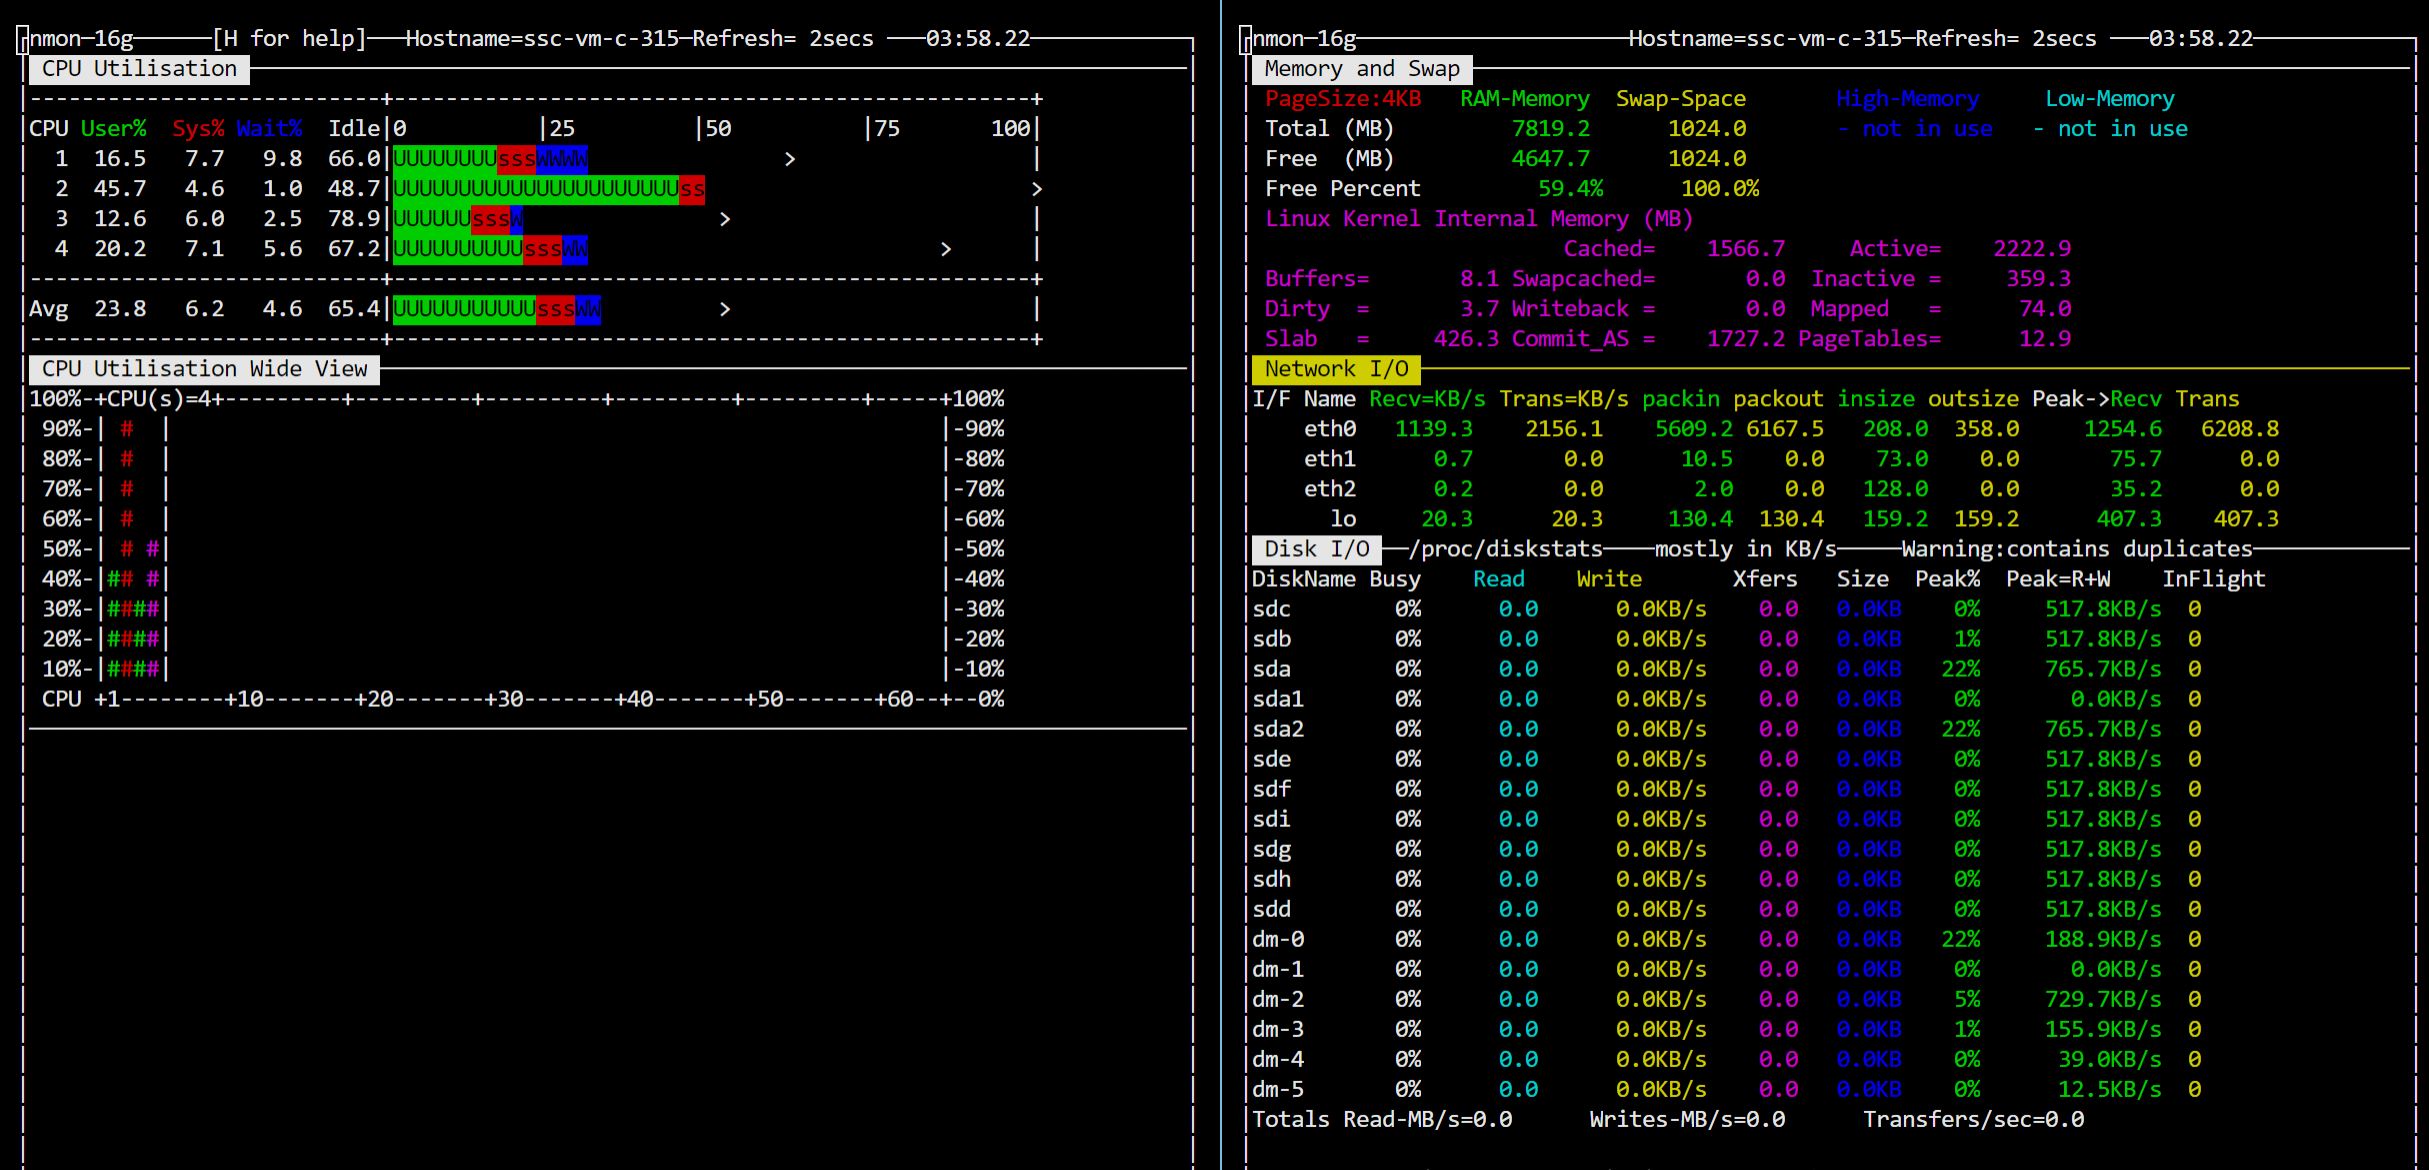 nmon─16g──────[H for help]───Hostname=ssc-vm-c-315─Refresh= 2secs ───03:58.22
CPU Utilisation
---------------------------+-------------------------------------------------+
CPU User% Sys% Wait% Idle|0 |25 |50 |75 100|
1 16.5 7.7 9.8 66.0|UUUUUUUUsssWWWW > |
2 45.7 4.6 1.0 48.7|UUUUUUUUUUUUUUUUUUUUUUss >
3 12.6 6.0 2.5 78.9|UUUUUUsssW > |
4 20.2 7.1 5.6 67.2|UUUUUUUUUUsssWW > |
---------------------------+-------------------------------------------------+
Avg 23.8 6.2 4.6 65.4|UUUUUUUUUUUsssWW > |
---------------------------+-------------------------------------------------+
CPU Utilisation Wide View
100%-+CPU(s)=4+---------+---------+---------+---------+---------+-----+100%
90%-| # | |-90%
80%-| # | |-80%
70%-| # | |-70%
60%-| # | |-60%
50%-| # #| |-50%
40%-|## #| |-40%
30%-|####| |-30%
20%-|####| |-20%
10%-|####| |-10%
CPU +1--------+10-------+20-------+30-------+40-------+50-------+60--+--0%
nmon─16g─────────────────────Hostname=ssc-vm-c-315─Refresh= 2secs ───03:58.22
Memory and Swap
PageSize:4KB RAM-Memory Swap-Space High-Memory Low-Memory
Total (MB) 7819.2 1024.0 - not in use - not in use
Free (MB) 4647.7 1024.0
Free Percent 59.4% 100.0%
Linux Kernel Internal Memory (MB)
Cached= 1566.7 Active= 2222.9
Buffers= 8.1 Swapcached= 0.0 Inactive = 359.3
Dirty = 3.7 Writeback = 0.0 Mapped = 74.0
Slab = 426.3 Commit_AS = 1727.2 PageTables= 12.9
Network I/O
I/F Name Recv=KB/s Trans=KB/s packin packout insize outsize Peak->Recv Trans
eth0 1139.3 2156.1 5609.2 6167.5 208.0 358.0 1254.6 6208.8
eth1 0.7 0.0 10.5 0.0 73.0 0.0 75.7 0.0
eth2 0.2 0.0 2.0 0.0 128.0 0.0 35.2 0.0
lo 20.3 20.3 130.4 130.4 159.2 159.2 407.3 407.3
Disk I/O ──/proc/diskstats────mostly in KB/s─────Warning:contains duplicates
DiskName Busy Read Write Xfers Size Peak% Peak=R+W InFlight
sdc 0% 0.0 0.0KB/s 0.0 0.0KB 0% 517.8KB/s 0
sdb 0% 0.0 0.0KB/s 0.0 0.0KB 1% 517.8KB/s 0
sda 0% 0.0 0.0KB/s 0.0 0.0KB 22% 765.7KB/s 0
sda1 0% 0.0 0.0KB/s 0.0 0.0KB 0% 0.0KB/s 0
sda2 0% 0.0 0.0KB/s 0.0 0.0KB 22% 765.7KB/s 0
sde 0% 0.0 0.0KB/s 0.0 0.0KB 0% 517.8KB/s 0
sdf 0% 0.0 0.0KB/s 0.0 0.0KB 0% 517.8KB/s 0
sdi 0% 0.0 0.0KB/s 0.0 0.0KB 0% 517.8KB/s 0
sdg 0% 0.0 0.0KB/s 0.0 0.0KB 0% 517.8KB/s 0
sdh 0% 0.0 0.0KB/s 0.0 0.0KB 0% 517.8KB/s 0
sdd 0% 0.0 0.0KB/s 0.0 0.0KB 0% 517.8KB/s 0
dm-0 0% 0.0 0.0KB/s 0.0 0.0KB 22% 188.9KB/s 0
dm-1 0% 0.0 0.0KB/s 0.0 0.0KB 0% 0.0KB/s 0
dm-2 0% 0.0 0.0KB/s 0.0 0.0KB 5% 729.7KB/s 0
dm-3 0% 0.0 0.0KB/s 0.0 0.0KB 1% 155.9KB/s 0
dm-4 0% 0.0 0.0KB/s 0.0 0.0KB 0% 39.0KB/s 0
dm-5 0% 0.0 0.0KB/s 0.0 0.0KB 0% 12.5KB/s 0
Totals Read-MB/s=0.0 Writes-MB/s=0.0 Transfers/sec=0.0